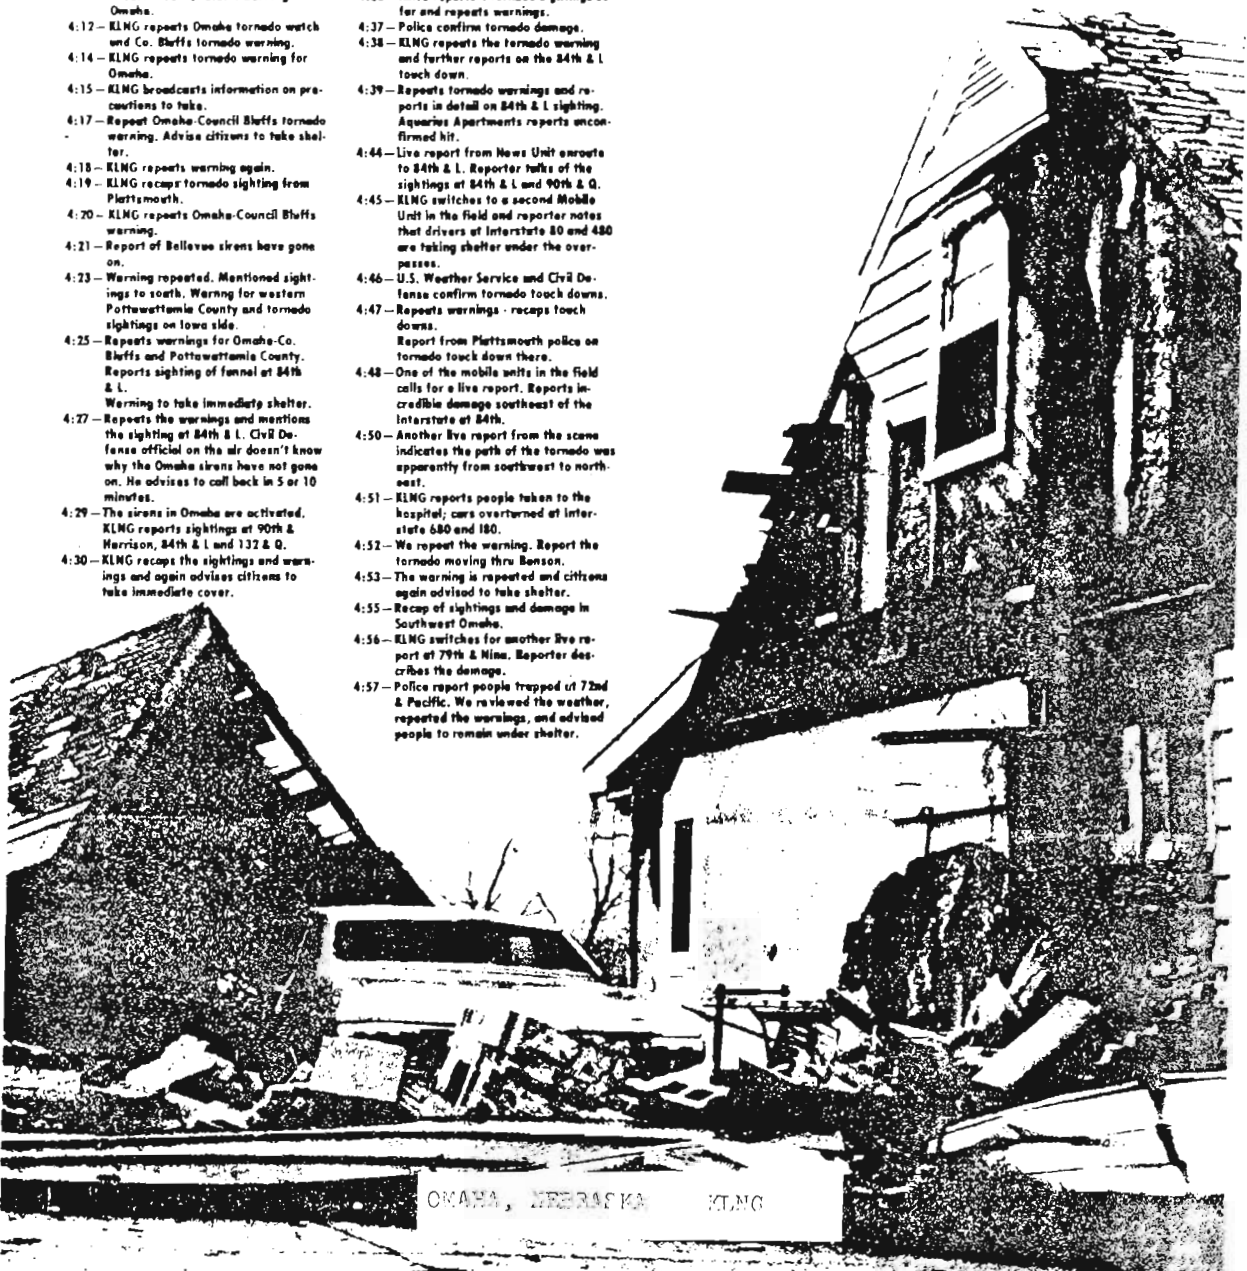 Omaha.
4:12 – KLNG repeats Omaha tornado watch
and Co. Bluffs tornado warning.
4:14 – KLNG repeats tornado warning for
Omaha.
4:15 – KLNG broadcasts information on pre-
cautions to take.
4:17 – Repeat Omaha-Council Bluffs tornado
warning. Advise citizens to take shel-
ter.
4:18 – KLNG repeats warning again.
4:19 – KLNG recaps tornado sighting from
Plattsmouth.
4:20 – KLNG repeats Omaha-Council Bluffs
warning.
4:21 – Report of Bellevue sirens have gone
on.
4:23 – Warning repeated. Mentioned sight-
ings to south. Warnng for western
Pottawattamie County and tornado
sightings on Iowa side.
4:25 – Repeats warnings for Omaha-Co.
Bluffs and Pottawattamie County.
Reports sighting of funnel at 84th
& L.
Warning to take immediate shelter.
4:27 – Repeats the warnings and mentions
the sighting at 84th & L. Civil De-
fense official on the air doesn't know
why the Omaha sirens have not gone
on. He advises to call back in 5 or 10
minutes.
4:29 – The sirens in Omaha are activated.
KLNG reports sightings at 90th &
Harrison, 84th & L and 132 & Q.
4:30 – KLNG recaps the sightings and warn-
ings and again advises citizens to
take immediate cover.
far and repeats warnings.
4:37 – Police confirm tornado damage.
4:38 – KLNG repeats the tornado warning
and further reports on the 84th & L
touch down.
4:39 – Repeats tornado warnings and re-
ports in detail on 84th & L sighting.
Aquarius Apartments reports uncon-
firmed hit.
4:44 – Live report from News Unit enroute
to 84th & L. Reporter talks of the
sightings at 84th & L and 90th & Q.
4:45 – KLNG switches to a second Mobile
Unit in the field and reporter notes
that drivers at Interstate 80 and 480
are taking shelter under the over-
passes.
4:46 – U.S. Weather Service and Civil De-
fense confirm tornado touch downs.
4:47 – Repeats warnings - recaps touch
downs.
Report from Plattsmouth police on
tornado touck down there.
4:48 – One of the mobile units in the field
calls for a live report. Reports in-
credible damage southeast of the
Interstate at 84th.
4:50 – Another live report from the scene
indicates the path of the tornado was
apparently from southwest to north-
east.
4:51 – KLNG reports people taken to the
hospital; cars overturned at Inter-
state 680 and I80.
4:52 – We repeat the warning. Report the
tornado moving thru Benson.
4:53 – The warning is repeated and citizens
again advised to take shelter.
4:55 – Recap of sightings and damage in
Southwest Omaha.
4:56 – KLNG switches for another live re-
port at 79th & Nina. Reporter des-
cribes the damage.
4:57 – Police report people trapped at 72nd
& Pacific. We reviewed the weather,
repeated the warnings, and advised
people to remain under shelter.
OMAHA, NEBRASKA KLNG